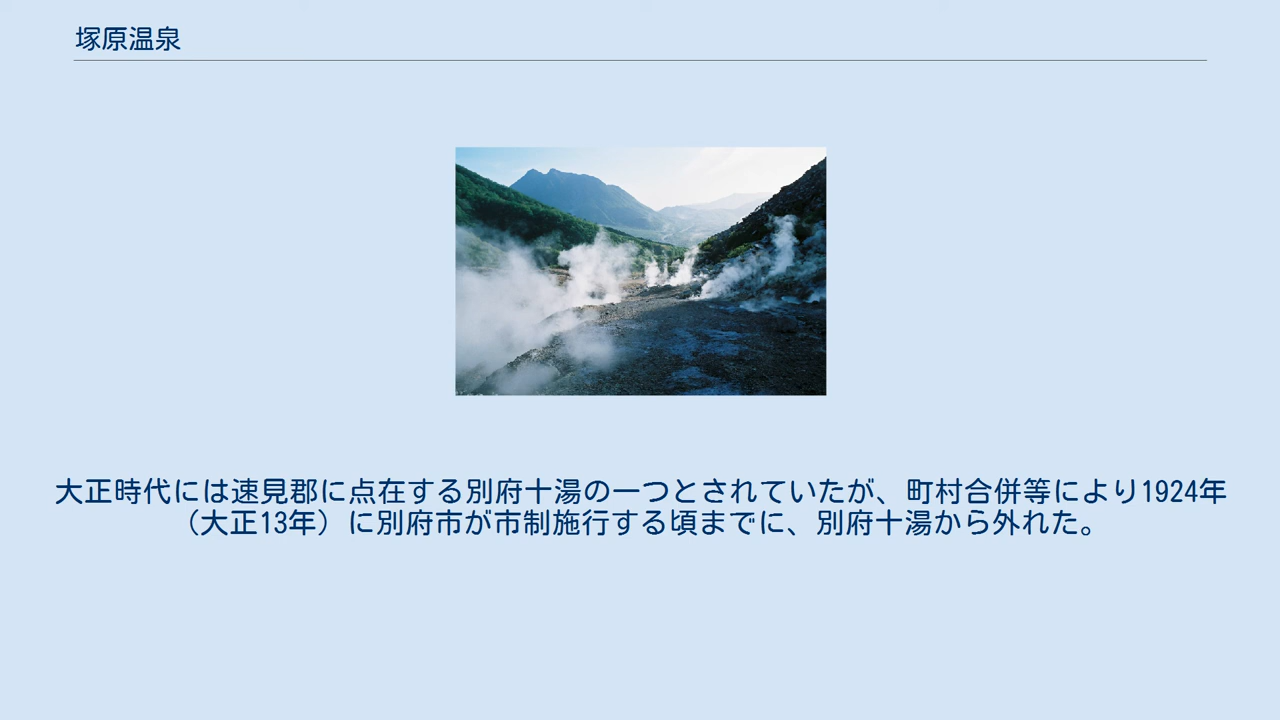 塚原温泉
大正時代には速見郡に点在する別府十湯の一つとされていたが、町村合併等により1924年
（大正13年）に別府市が市制施行する頃までに、別府十湯から外れた。